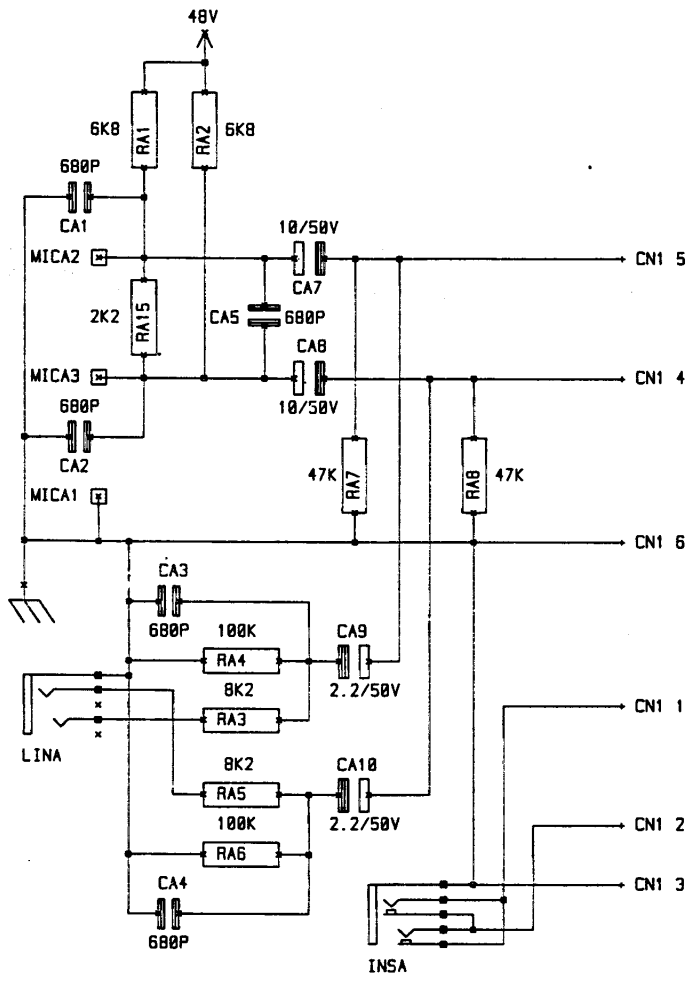 48V
6K8
RA1
RA2
6K8
680P
CA1
10/50V
MICA2
CN1 5
CA7
2K2
RA15
CA5
680P
CA8
MICA3
CN1 4
680P
10/50V
CA2
47K
RA7
RA8
47K
MICA1
CN1 6
CA3
680P
100K
CA9
RA4
8K2
2.2/50V
RA3
CN1 1
LINA
8K2
CA10
RA5
100K
2.2/50V
CN1 2
RA6
CA4
CN1 3
680P
INSA